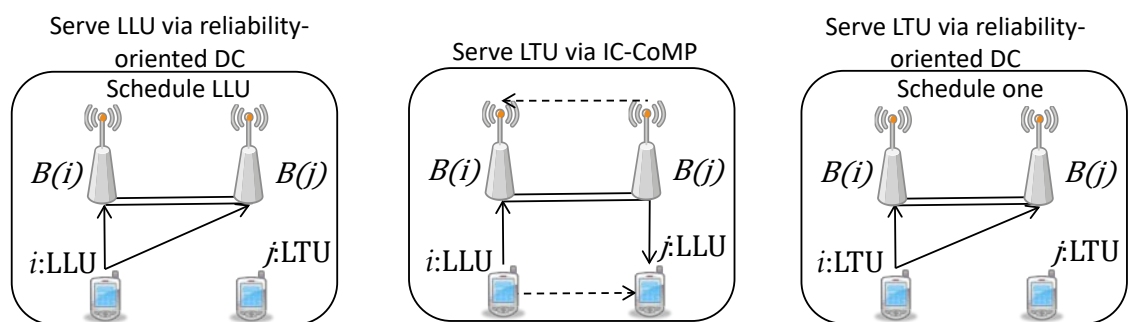 Serve LLU via reliability-
oriented DC
Schedule LLU
B(i)
B(j)
i:LLU
j:LTU
Serve LTU via IC-CoMP
B(i)
B(j)
i:LLU
j:LLU
Serve LTU via reliability-
oriented DC
Schedule one
B(i)
B(j)
i:LTU
j:LTU